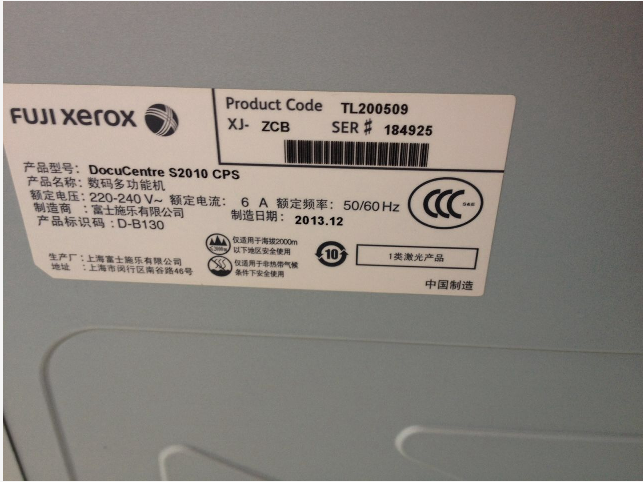 FUJI xerox
Product Code TL200509
XJ- ZCB SER # 184925
产品型号: DocuCentre S2010 CPS
产品名称: 数码多功能机
额定电压: 220-240 V~ 额定电流: 6 A 额定频率: 50/60 Hz
制造商 : 富士施乐有限公司 制造日期: 2013.12
产品标识码 : D-B130
CCC S&E
仅适用于海拔2000m
以下地区安全使用
仅适用于非热带气候
条件下安全使用
10
1类激光产品
生产厂 : 上海富士施乐有限公司
地址 : 上海市闵行区南谷路46号
中国制造